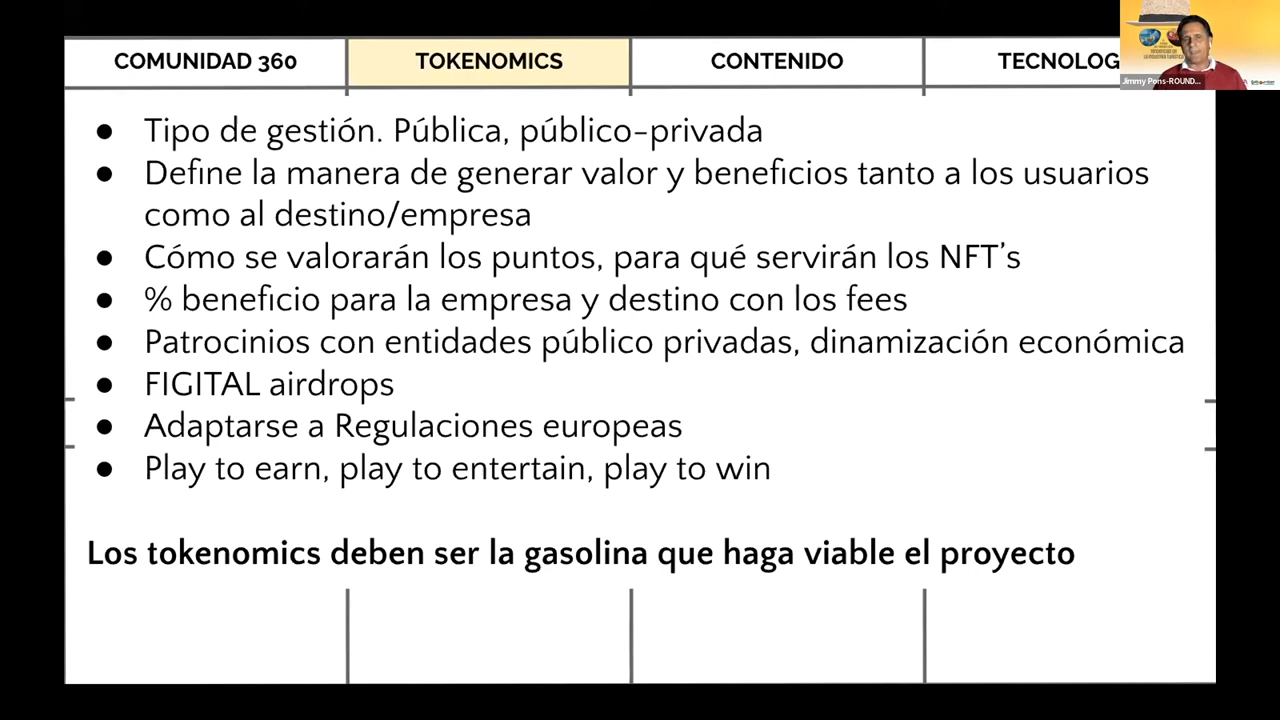 COMUNIDAD 360
TOKENOMICS
CONTENIDO
TECNOLOG
Jimmy Pons-ROUND...
● Tipo de gestión. Pública, público-privada
● Define la manera de generar valor y beneficios tanto a los usuarios
como al destino/empresa
● Cómo se valorarán los puntos, para qué servirán los NFT's
● % beneficio para la empresa y destino con los fees
● Patrocinios con entidades público privadas, dinamización económica
● FIGITAL airdrops
● Adaptarse a Regulaciones europeas
● Play to earn, play to entertain, play to win
Los tokenomics deben ser la gasolina que haga viable el proyecto